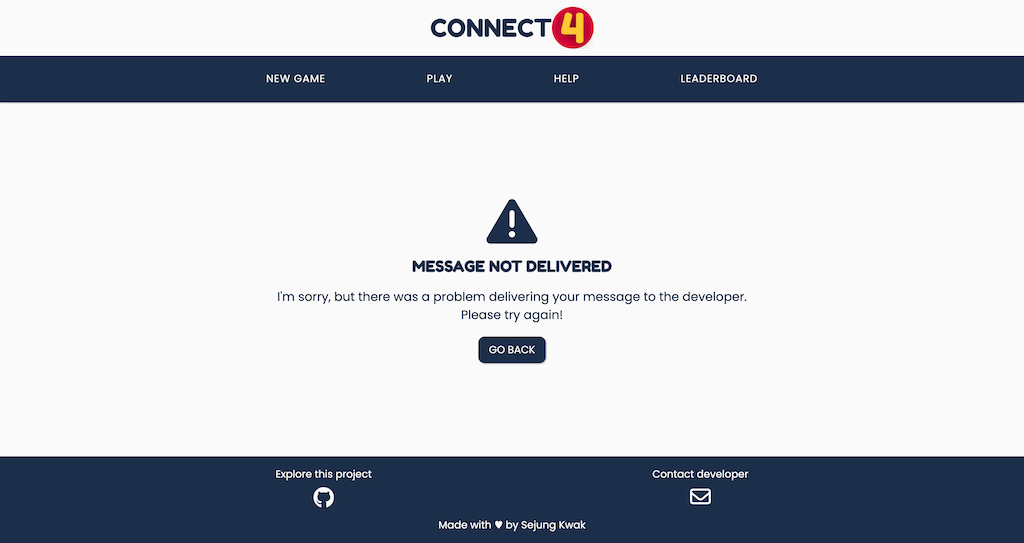 CONNECT4
NEW GAME PLAY HELP LEADERBOARD
MESSAGE NOT DELIVERED
I'm sorry, but there was a problem delivering your message to the developer.
Please try again!
GO BACK
Explore this project
Contact developer
Made with ♥ by Sejung Kwak